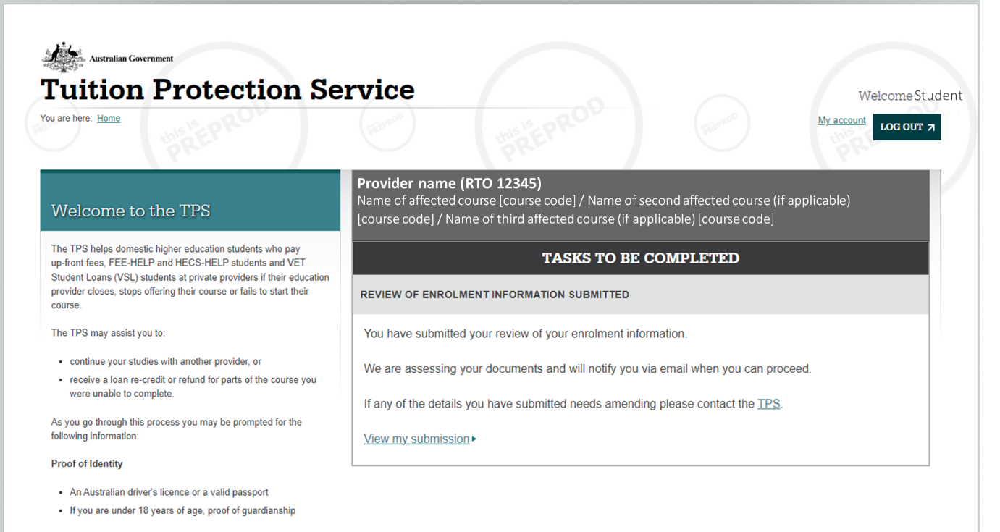 Australian Government
Tuition Protection Service
Welcome Student
You are here: Home
My account
LOG OUT
this is PREPROD
this is PREPROD
Welcome to the TPS
The TPS helps domestic higher education students who pay
up-front fees, FEE-HELP and HECS-HELP students and VET
Student Loans (VSL) students at private providers if their education
provider closes, stops offering their course or fails to start their
course.
The TPS may assist you to:
• continue your studies with another provider, or
• receive a loan re-credit or refund for parts of the course you
were unable to complete.
As you go through this process you may be prompted for the
following information:
Proof of Identity
• An Australian driver's licence or a valid passport
• If you are under 18 years of age, proof of guardianship
Provider name (RTO 12345)
Name of affected course [course code] / Name of second affected course (if applicable)
[course code] / Name of third affected course (if applicable) [course code]
TASKS TO BE COMPLETED
REVIEW OF ENROLMENT INFORMATION SUBMITTED
You have submitted your review of your enrolment information.
We are assessing your documents and will notify you via email when you can proceed.
If any of the details you have submitted needs amending please contact the TPS.
View my submission